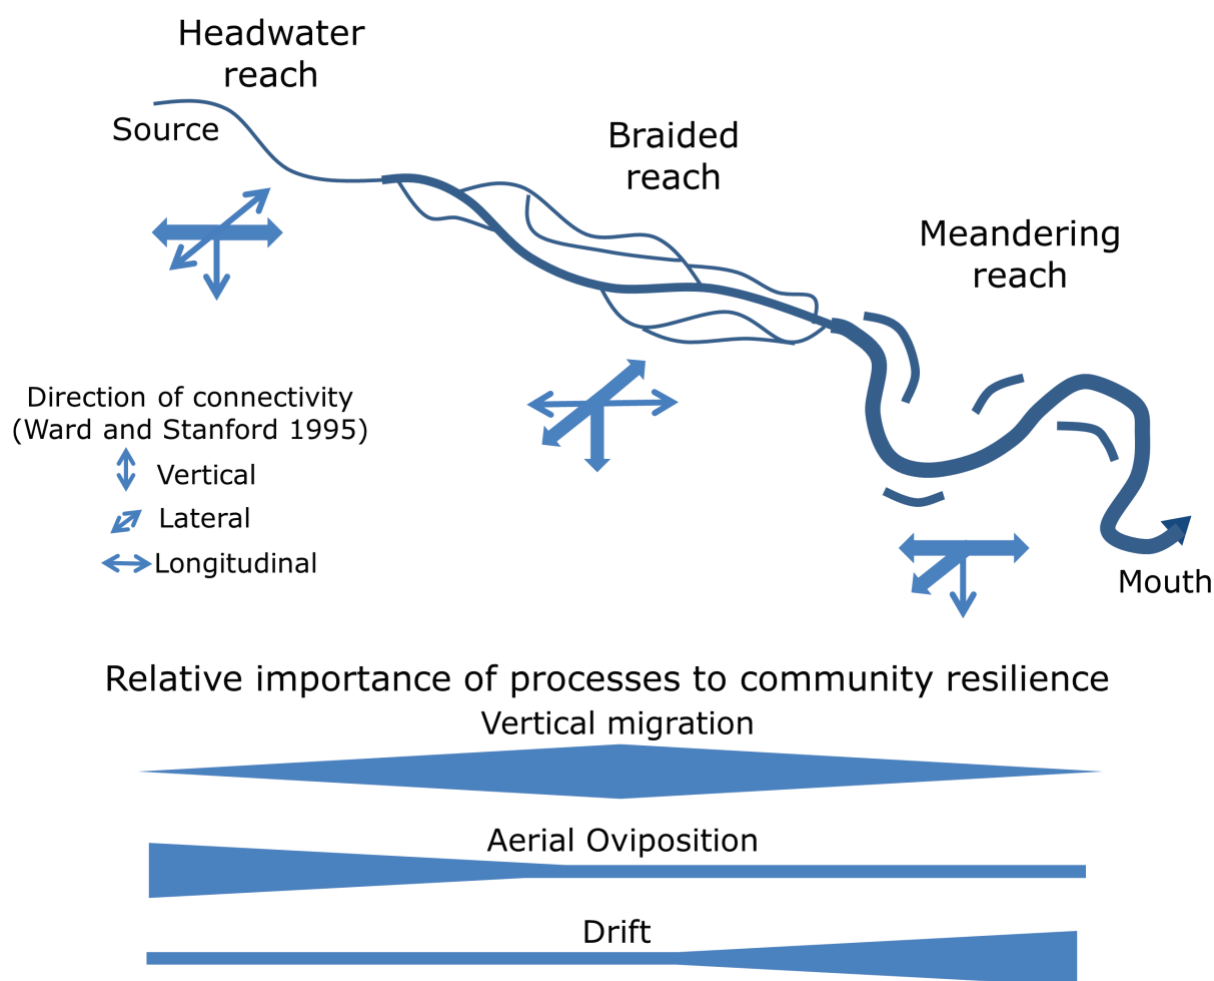 Headwater
reach
Source
Braided
reach
Meandering
reach
Direction of connectivity
(Ward and Stanford 1995)
Vertical
Lateral
Longitudinal
Mouth
Relative importance of processes to community resilience
Vertical migration
Aerial Oviposition
Drift